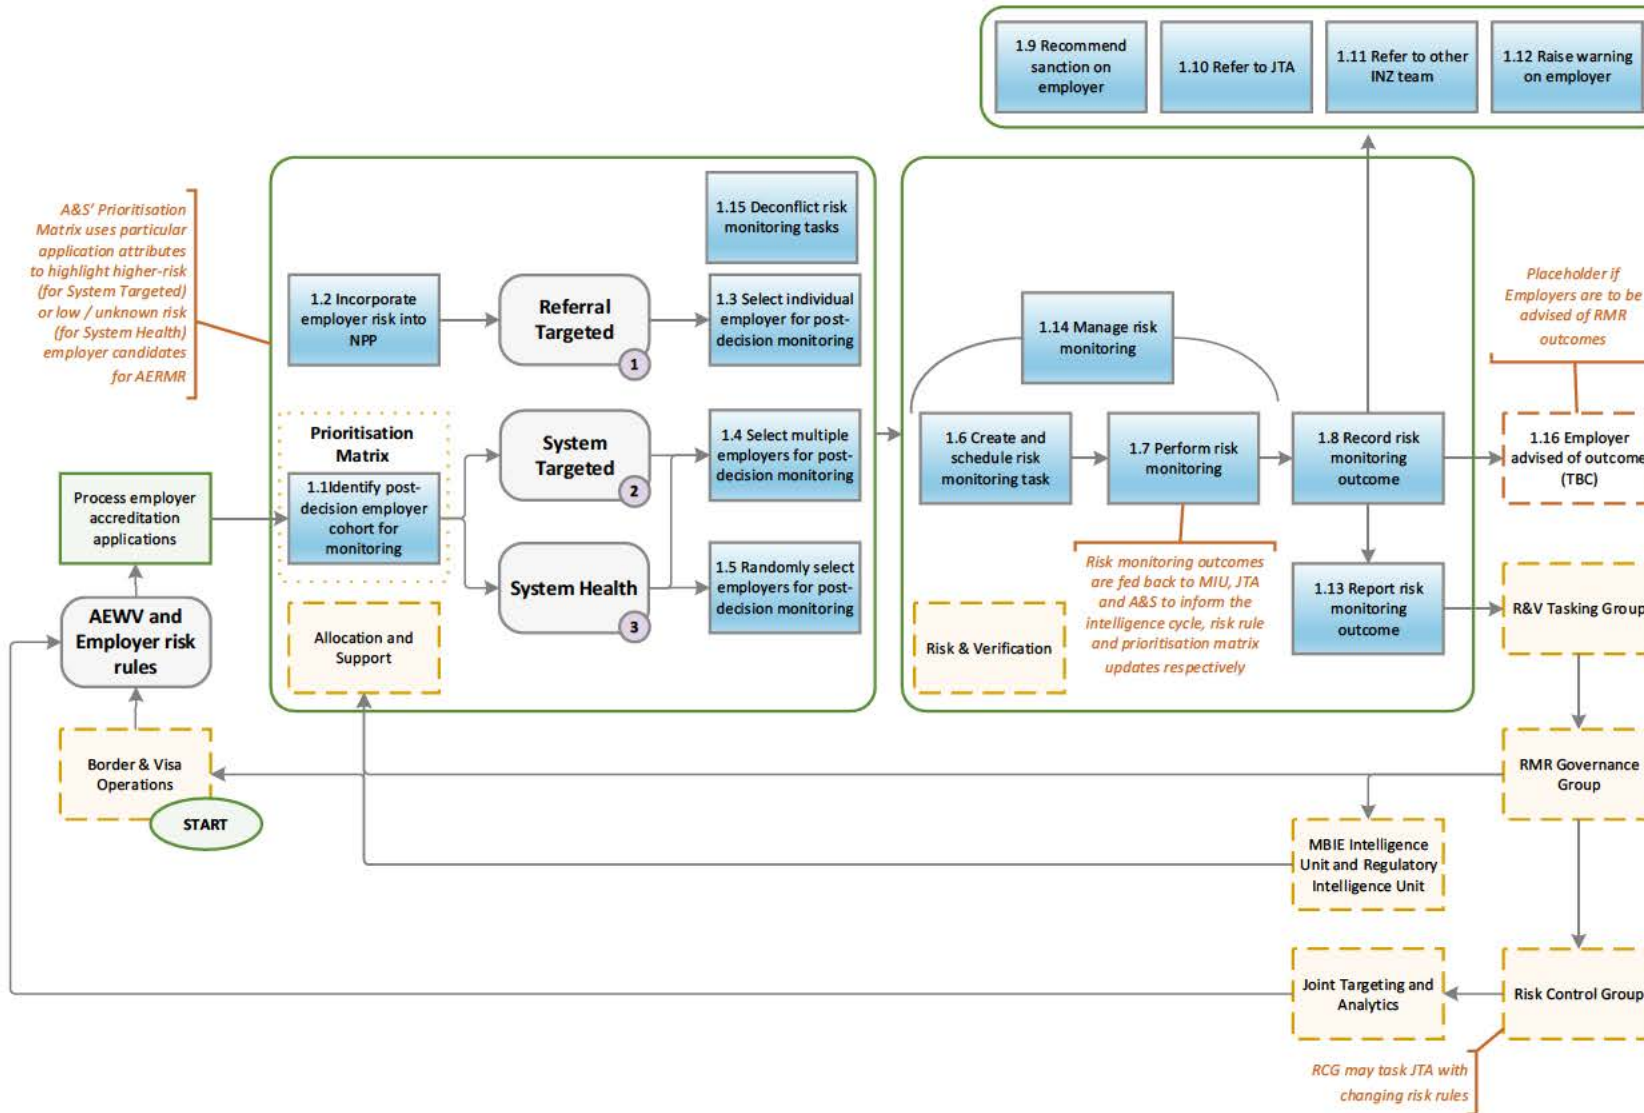 1.9 Recommend
sanction on
employer
1.10 Refer to JTA
1.11 Refer to other
INZ team
1.12 Raise warning
on employer
A&S' Prioritisation
Matrix uses particular
application attributes
to highlight higher-risk
(for System Targeted)
or low / unknown risk
(for System Health)
employer candidates
for AERMR
1.15 Deconflict risk
monitoring tasks
1.2 Incorporate
employer risk into
NPP
Referral
Targeted
1
1.3 Select individual
employer for post-
decision monitoring
Prioritisation
Matrix
1.1Identify post-
decision employer
cohort for
monitoring
System
Targeted
2
1.4 Select multiple
employers for post-
decision monitoring
System Health
3
1.5 Randomly select
employers for post-
decision monitoring
Process employer
accreditation
applications
AEWV and
Employer risk
rules
Allocation and
Support
Border & Visa
Operations
START
1.14 Manage risk
monitoring
1.6 Create and
schedule risk
monitoring task
1.7 Perform risk
monitoring
1.8 Record risk
monitoring
outcome
Placeholder if
Employers are to be
advised of RMR
outcomes
1.16 Employer
advised of outcome
(TBC)
Risk monitoring outcomes
are fed back to MIU, JTA
and A&S to inform the
intelligence cycle, risk rule
and prioritisation matrix
updates respectively
Risk & Verification
1.13 Report risk
monitoring
outcome
R&V Tasking Group
RMR Governance
Group
MBIE Intelligence
Unit and Regulatory
Intelligence Unit
Joint Targeting and
Analytics
Risk Control Group
RCG may task JTA with
changing risk rules